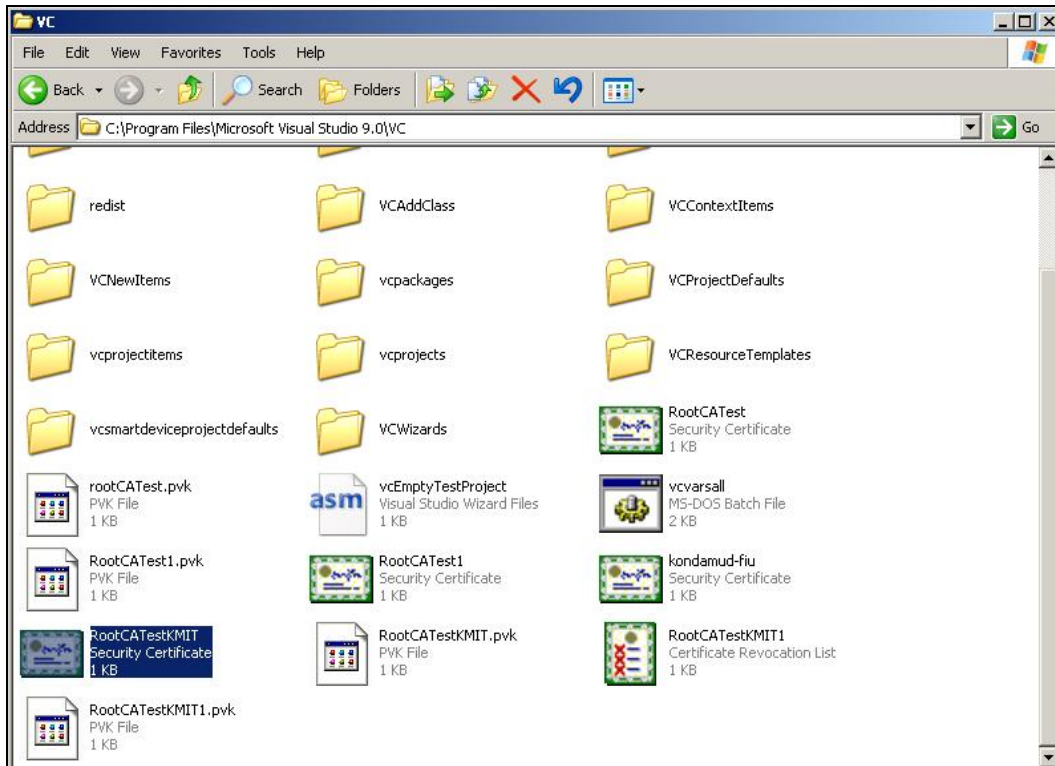 VC
File Edit View Favorites Tools Help
Back Search Folders
Address C:\Program Files\Microsoft Visual Studio 9.0\VC Go
redist VCAddClass VCContextItems
VCNewItems vcpackages VCProjectDefaults
vcprojectitems vcprojects VCResourceTemplates
vcsmartdeviceprojectdefaults VCWizards
RootCATest
Security Certificate
1 KB
rootCATest.pvk
PVK File
1 KB
asm
vcEmptyTestProject
Visual Studio Wizard Files
1 KB
vcvarsall
MS-DOS Batch File
2 KB
RootCATest1.pvk
PVK File
1 KB
RootCATest1
Security Certificate
1 KB
kondamud-fiu
Security Certificate
1 KB
RootCATestKMIT
Security Certificate
1 KB
RootCATestKMIT.pvk
PVK File
1 KB
RootCATestKMIT1
Certificate Revocation List
1 KB
RootCATestKMIT1.pvk
PVK File
1 KB